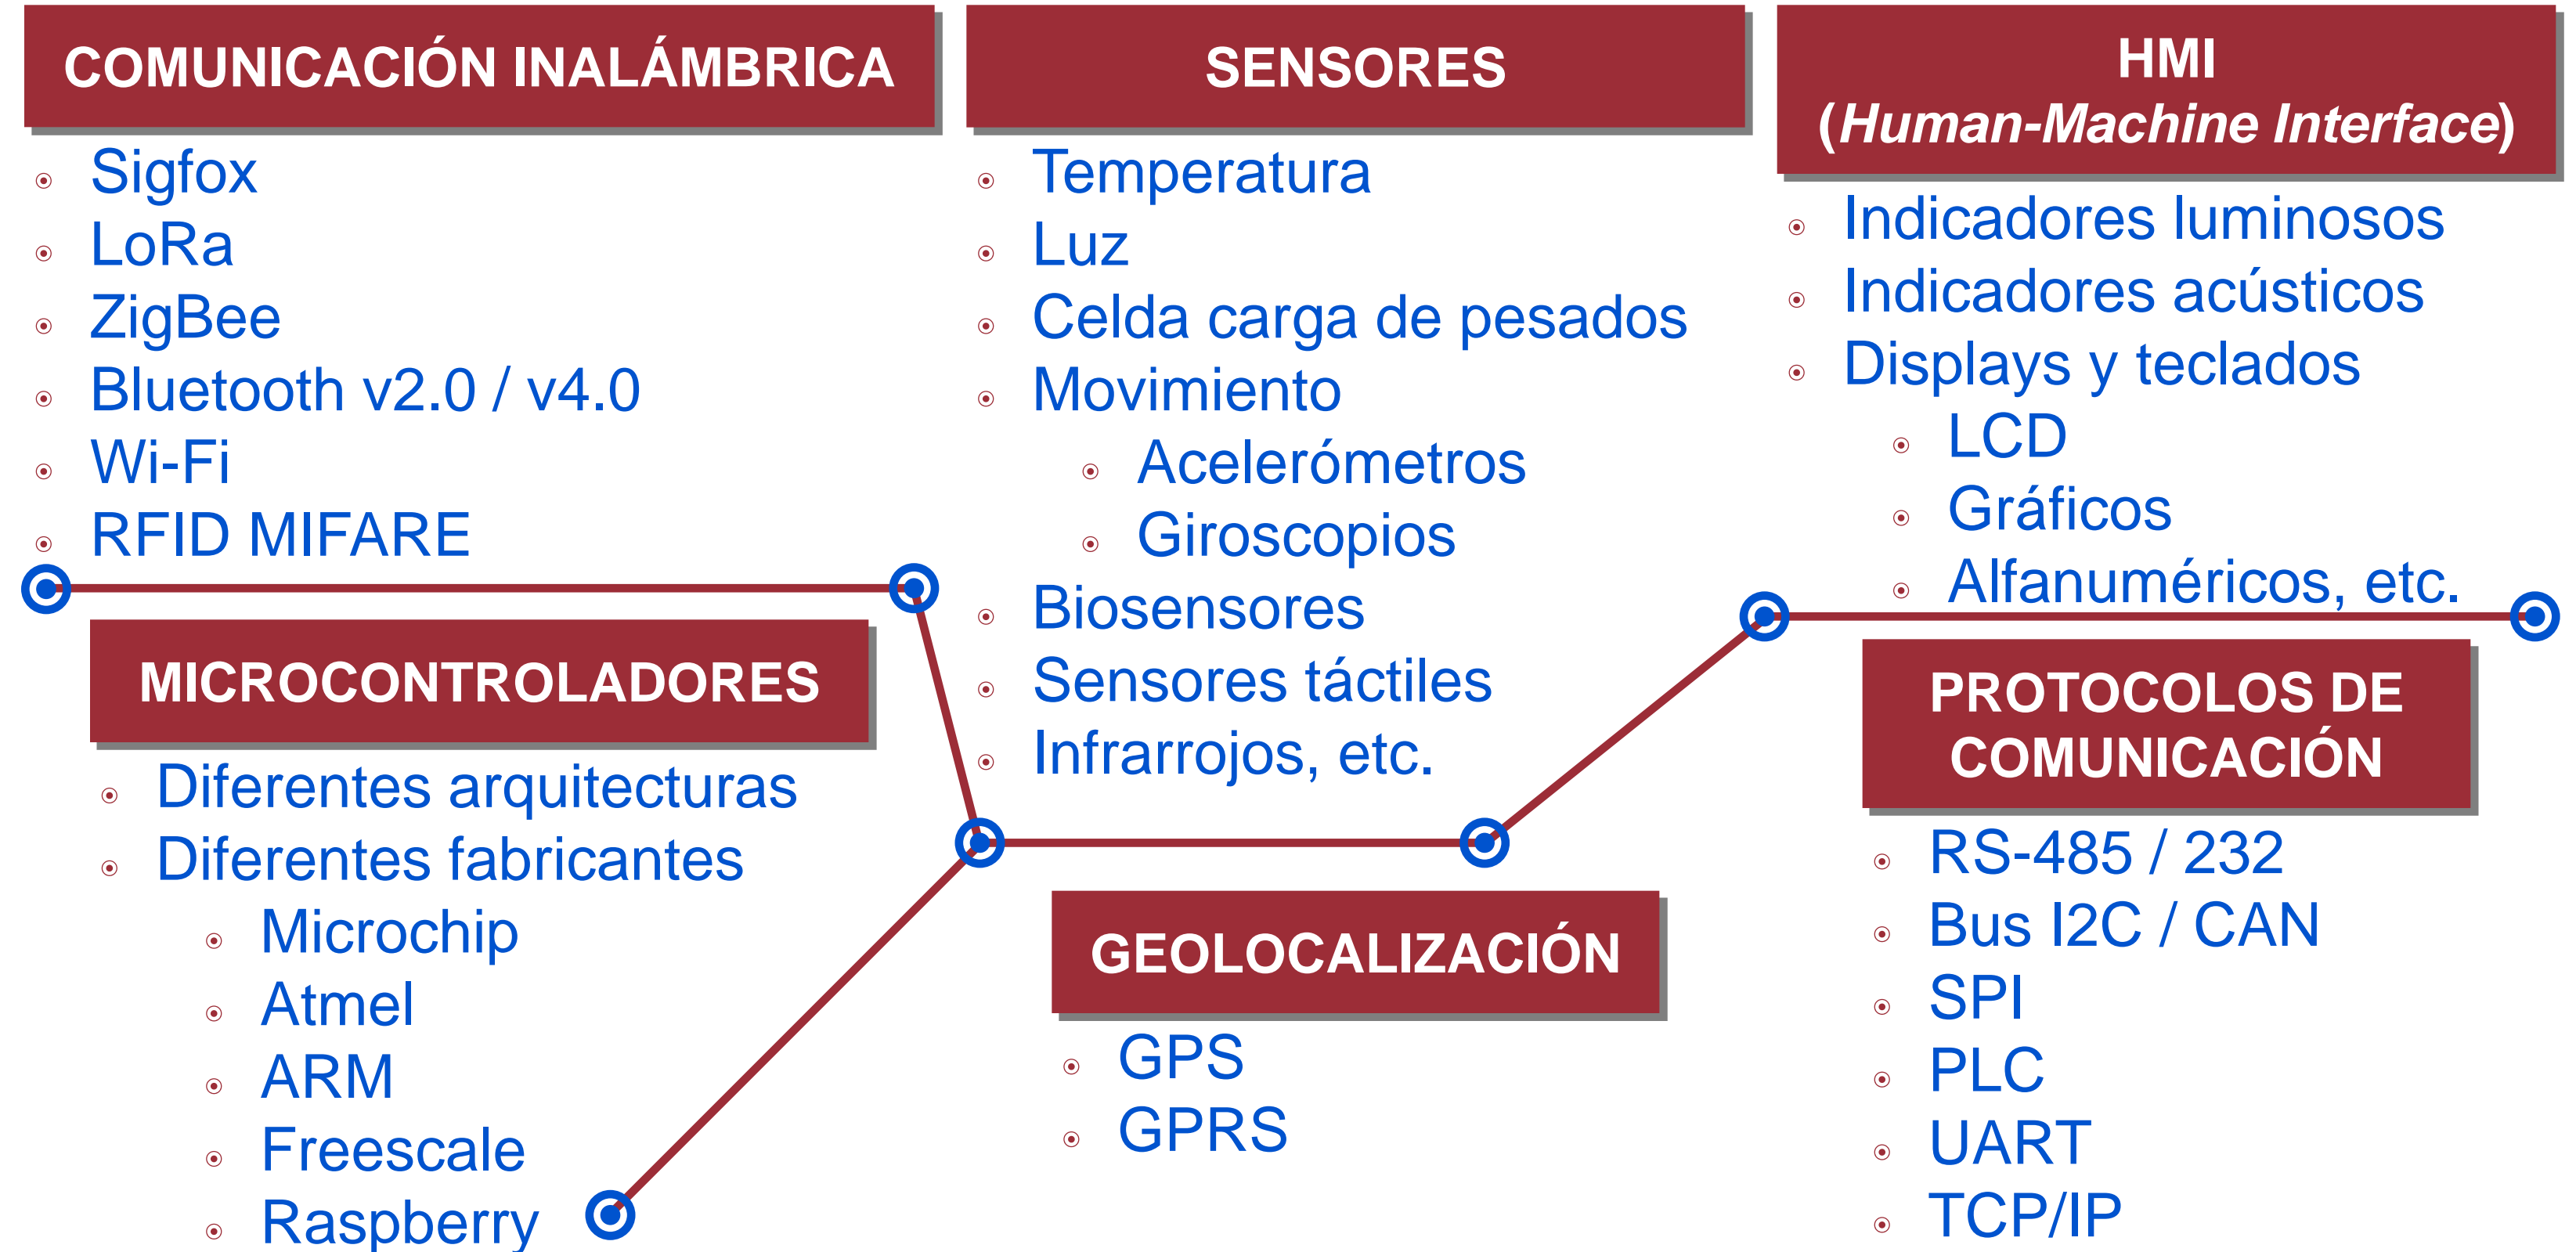 COMUNICACIÓN INALÁMBRICA
Sigfox
LoRa
ZigBee
Bluetooth v2.0 / v4.0
Wi-Fi
RFID MIFARE
MICROCONTROLADORES
Diferentes arquitecturas
Diferentes fabricantes
Microchip
Atmel
ARM
Freescale
Raspberry
SENSORES
Temperatura
Luz
Celda carga de pesados
Movimiento
Acelerómetros
Giroscopios
Biosensores
Sensores táctiles
Infrarrojos, etc.
GEOLOCALIZACIÓN
GPS
GPRS
HMI
(Human-Machine Interface)
Indicadores luminosos
Indicadores acústicos
Displays y teclados
LCD
Gráficos
Alfanuméricos, etc.
PROTOCOLOS DE
COMUNICACIÓN
RS-485 / 232
Bus I2C / CAN
SPI
PLC
UART
TCP/IP